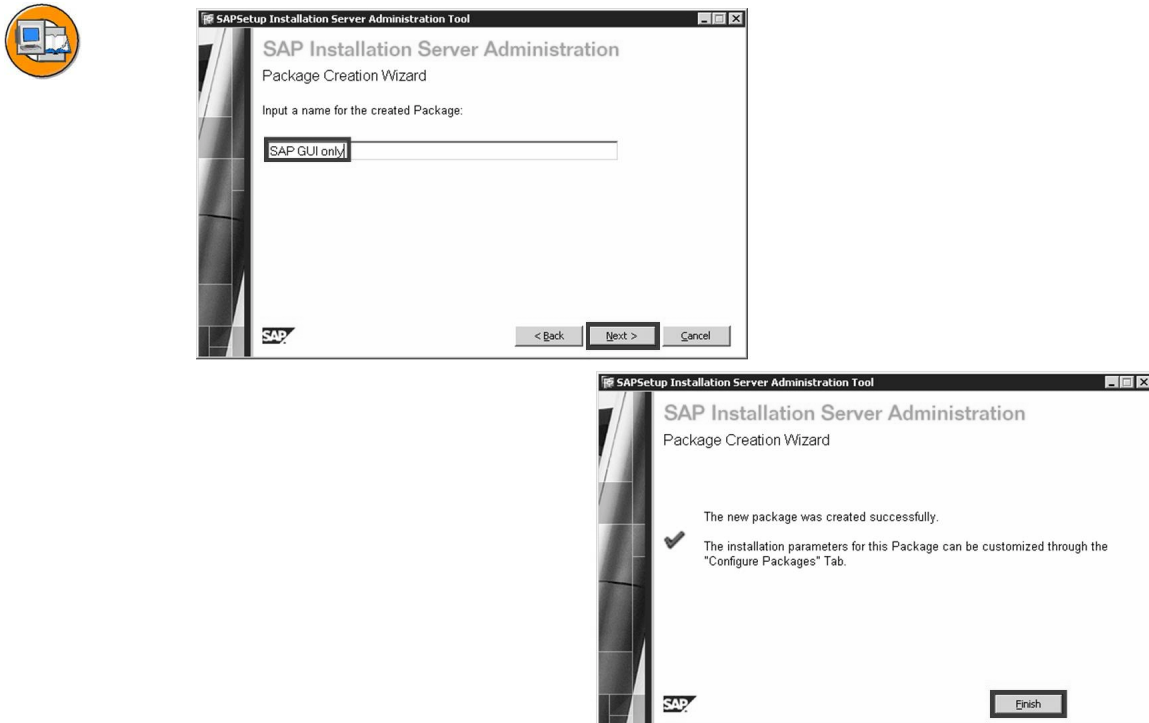 SAPSetup Installation Server Administration Tool
SAP Installation Server Administration
Package Creation Wizard
Input a name for the created Package:
SAP GUI only
SAP
< Back Next > Cancel
SAPSetup Installation Server Administration Tool
SAP Installation Server Administration
Package Creation Wizard
The new package was created successfully.
The installation parameters for this Package can be customized through the
"Configure Packages" Tab.
SAP
Finish